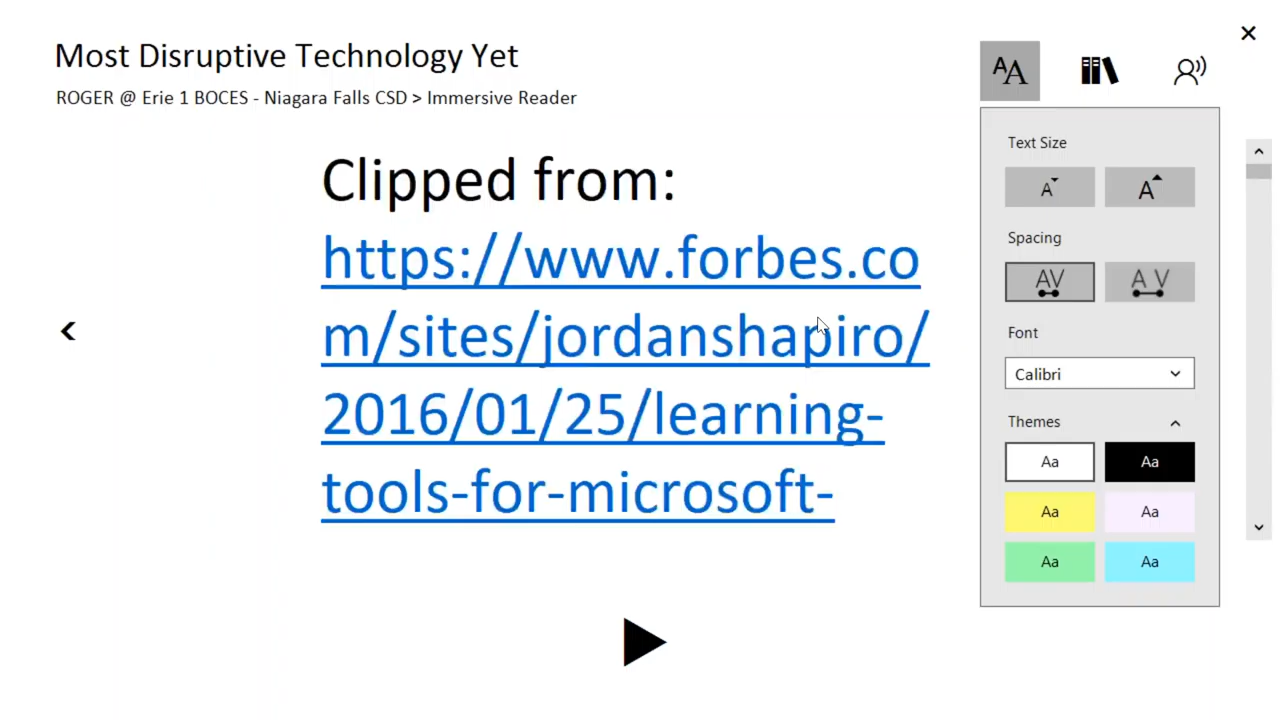 Most Disruptive Technology Yet
ROGER @ Erie 1 BOCES - Niagara Falls CSD > Immersive Reader
Clipped from:
https://www.forbes.co
m/sites/jordanshapiro/
2016/01/25/learning-
tools-for-microsoft-
AA
Text Size
A A
Spacing
AV A V
Font
Calibri
Themes
Aa Aa
Aa Aa
Aa Aa